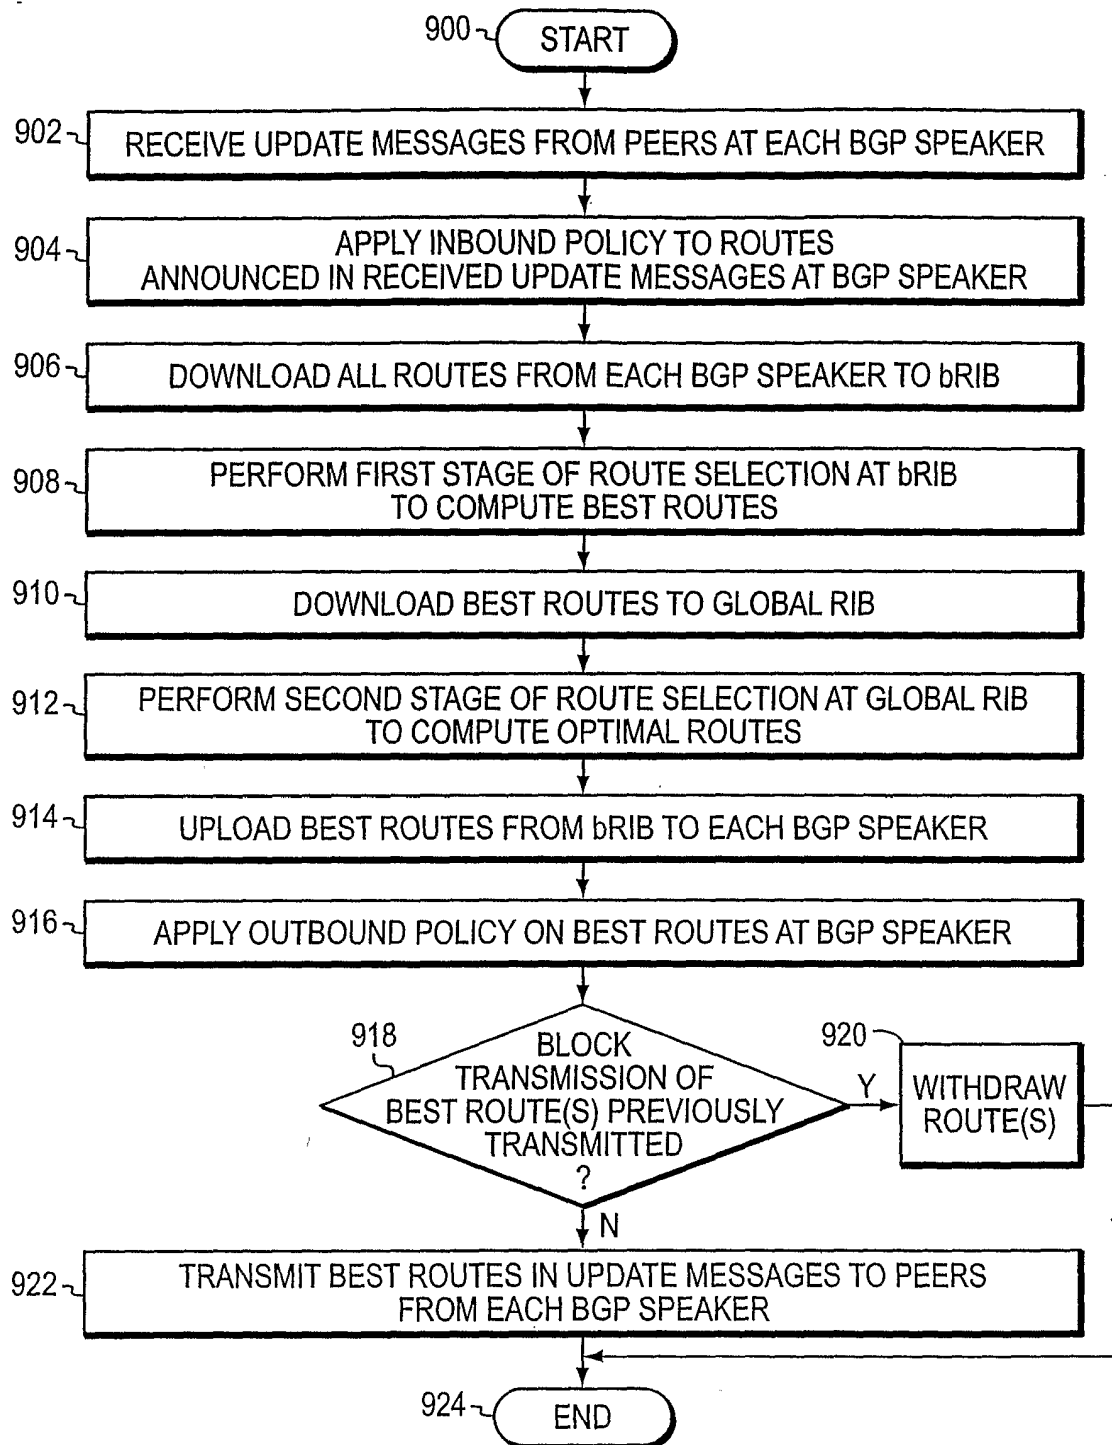 900
START
902
RECEIVE UPDATE MESSAGES FROM PEERS AT EACH BGP SPEAKER
904
APPLY INBOUND POLICY TO ROUTES
ANNOUNCED IN RECEIVED UPDATE MESSAGES AT BGP SPEAKER
906
DOWNLOAD ALL ROUTES FROM EACH BGP SPEAKER TO bRIB
908
PERFORM FIRST STAGE OF ROUTE SELECTION AT bRIB
TO COMPUTE BEST ROUTES
910
DOWNLOAD BEST ROUTES TO GLOBAL RIB
912
PERFORM SECOND STAGE OF ROUTE SELECTION AT GLOBAL RIB
TO COMPUTE OPTIMAL ROUTES
914
UPLOAD BEST ROUTES FROM bRIB TO EACH BGP SPEAKER
916
APPLY OUTBOUND POLICY ON BEST ROUTES AT BGP SPEAKER
918
BLOCK
TRANSMISSION OF
BEST ROUTE(S) PREVIOUSLY
TRANSMITTED
?
Y
920
WITHDRAW
ROUTE(S)
N
922
TRANSMIT BEST ROUTES IN UPDATE MESSAGES TO PEERS
FROM EACH BGP SPEAKER
924
END